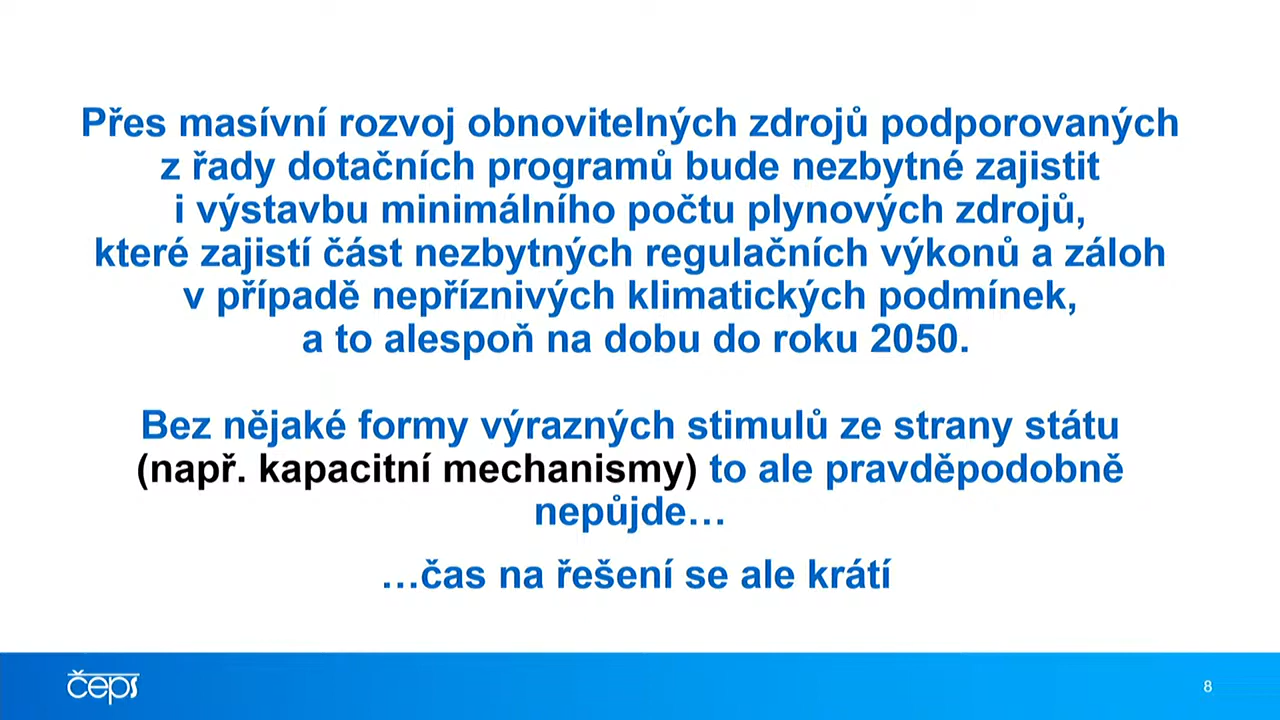 Přes masívní rozvoj obnovitelných zdrojů podporovaných
z řady dotačních programů bude nezbytné zajistit
i výstavbu minimálního počtu plynových zdrojů,
které zajistí část nezbytných regulačních výkonů a záloh
v případě nepříznivých klimatických podmínek,
a to alespoň na dobu do roku 2050.
Bez nějaké formy výrazných stimulů ze strany státu
(např. kapacitní mechanismy) to ale pravděpodobně
nepůjde…
…čas na řešení se ale krátí
čeps
8